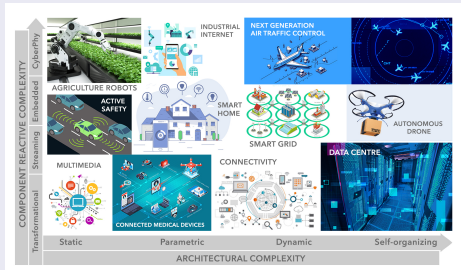 COMPONENT REACTIVE COMPLEXITY
CyberPhy
Embedded
Streaming
Transformational
AGRICULTURE ROBOTS
INDUSTRIAL
INTERNET
NEXT GENERATION
AIR TRAFFIC CONTROL
ACTIVE
SAFETY
SMART
HOME
SMART GRID
AUTONOMOUS
DRONE
MULTIMEDIA
CONNECTED MEDICAL DEVICES
CONNECTIVITY
DATA CENTRE
Static
Parametric
Dynamic
Self-organizing
ARCHITECTURAL COMPLEXITY